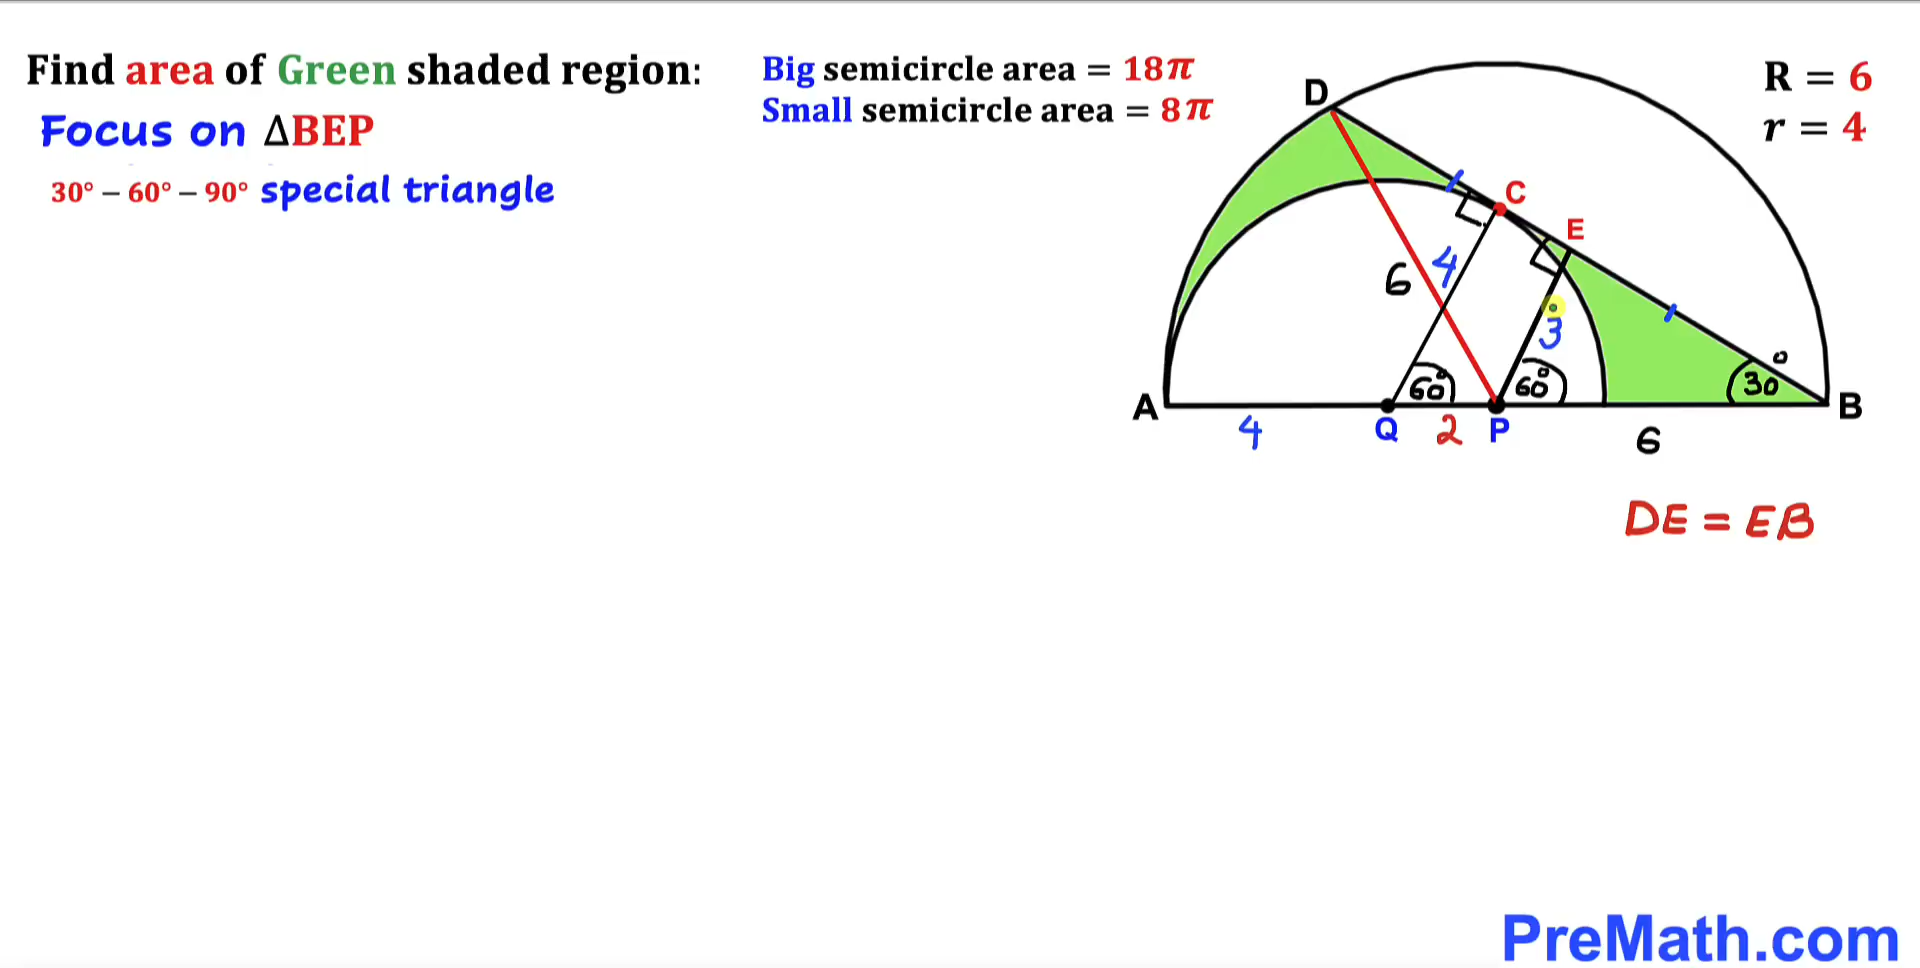 Find area of Green shaded region:
Focus on ΔBEP
30° – 60° – 90° special triangle
Big semicircle area = 18π
Small semicircle area = 8π
R = 6
r = 4
D
C
E
6
4
3
60°
60°
30°
A
B
4
Q
2
P
6
DE = EB
PreMath.com